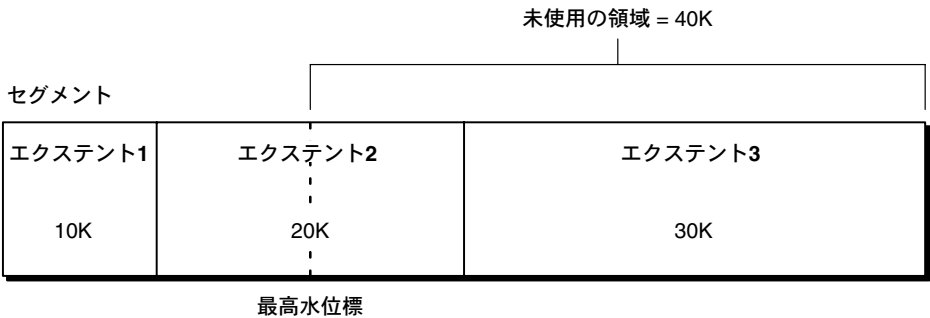 未使用の領域 = 40K
セグメント
エクステント1
エクステント2
エクステント3
10K
20K
30K
最高水位標